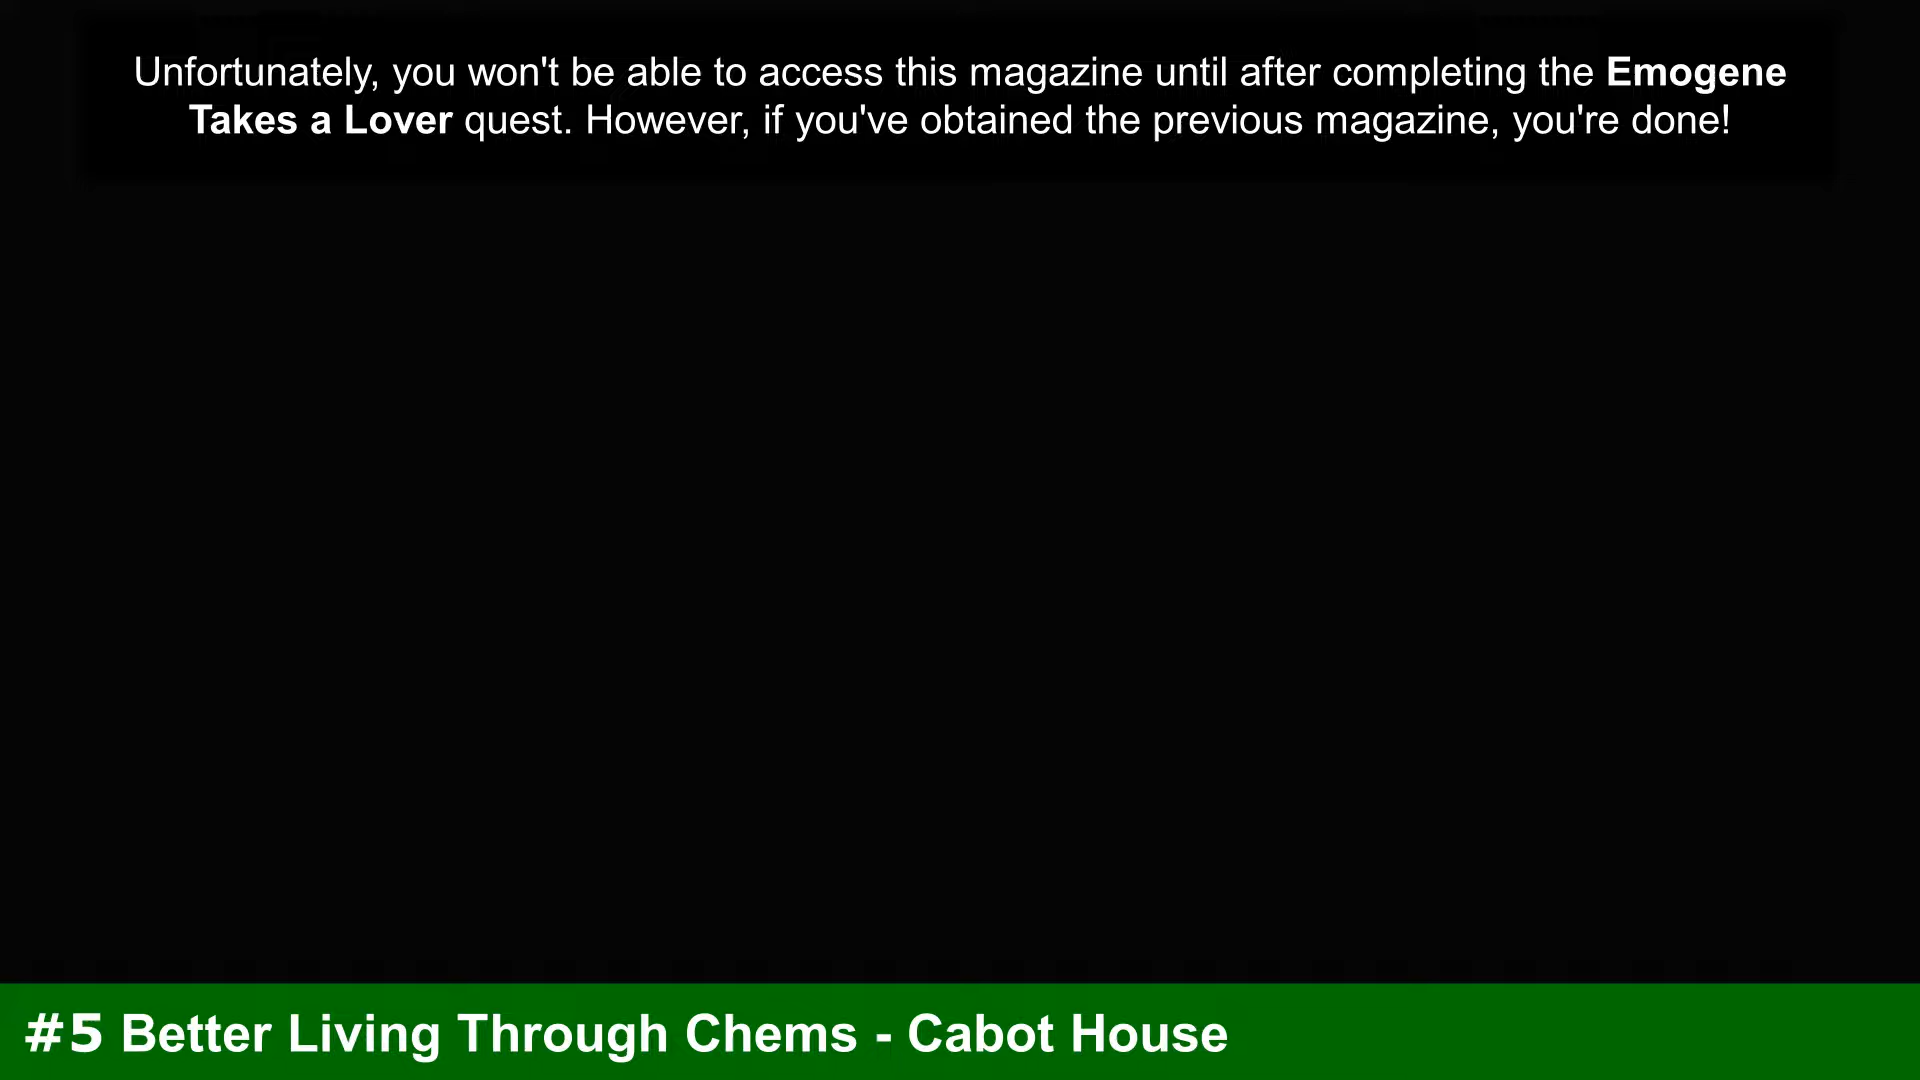 Unfortunately, you won't be able to access this magazine until after completing the Emogene
Takes a Lover quest. However, if you've obtained the previous magazine, you're done!
#5 Better Living Through Chems - Cabot House